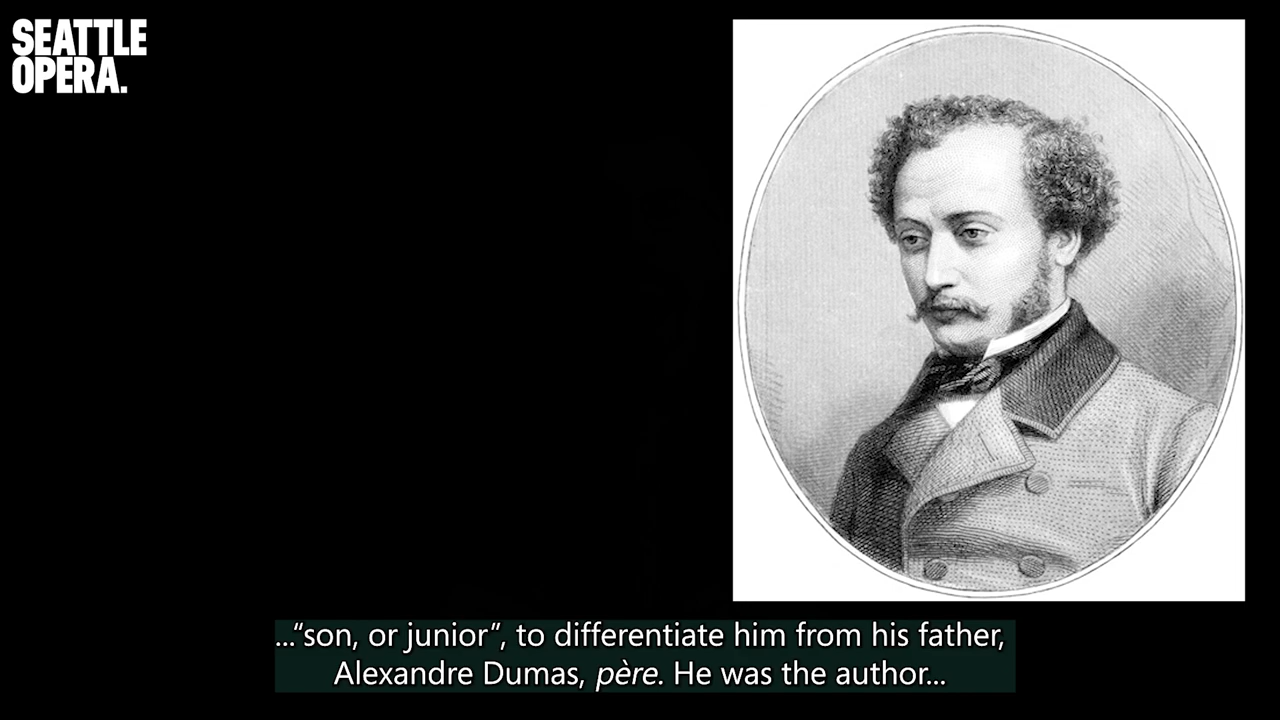 SEATTLE
OPERA.
...“son, or junior”, to differentiate him from his father,
Alexandre Dumas, père. He was the author...